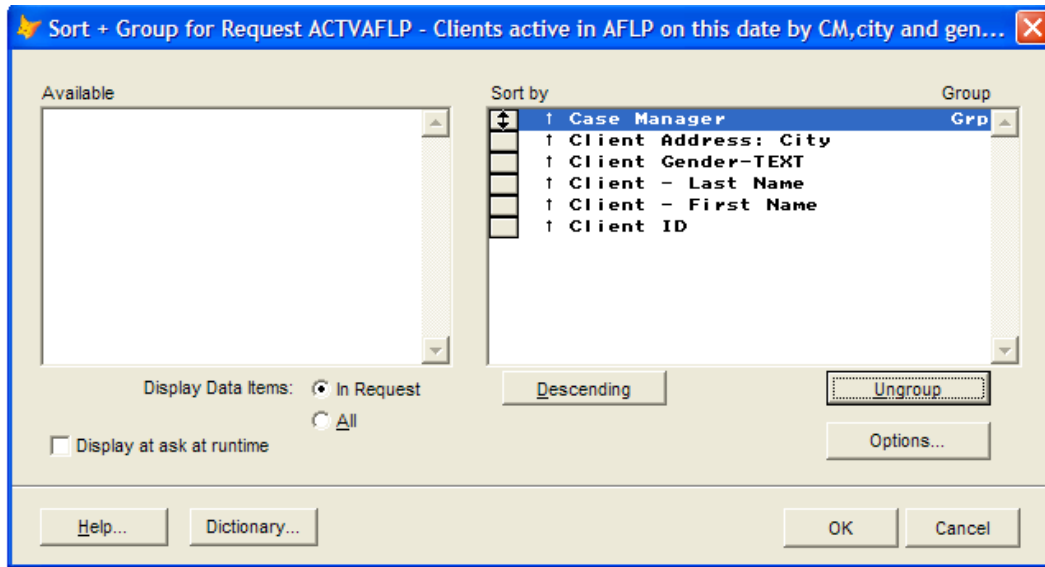 Sort + Group for Request ACTVAFLP - Clients active in AFLP on this date by CM,city and gen...
Available
Sort by Group
↑ Case Manager Grp
↑ Client Address: City
↑ Client Gender-TEXT
↑ Client - Last Name
↑ Client - First Name
↑ Client ID
Display Data Items: In Request
All
Display at ask at runtime
Descending
Ungroup
Options...
Help...
Dictionary...
OK
Cancel